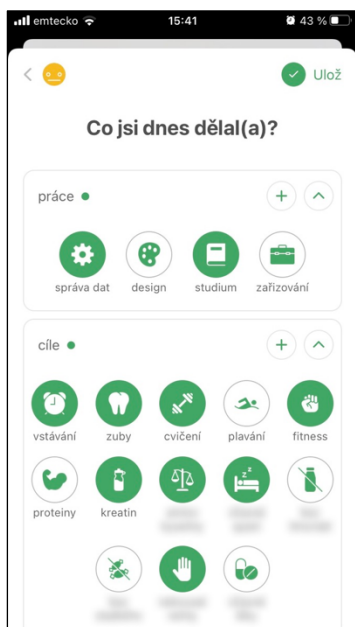 emtecko 15:41 43 %
Ulož
Co jsi dnes dělal(a)?
práce
správa dat design studium zařizování
cíle
vstávání zuby cvičení plavání fitness
proteiny kreatin